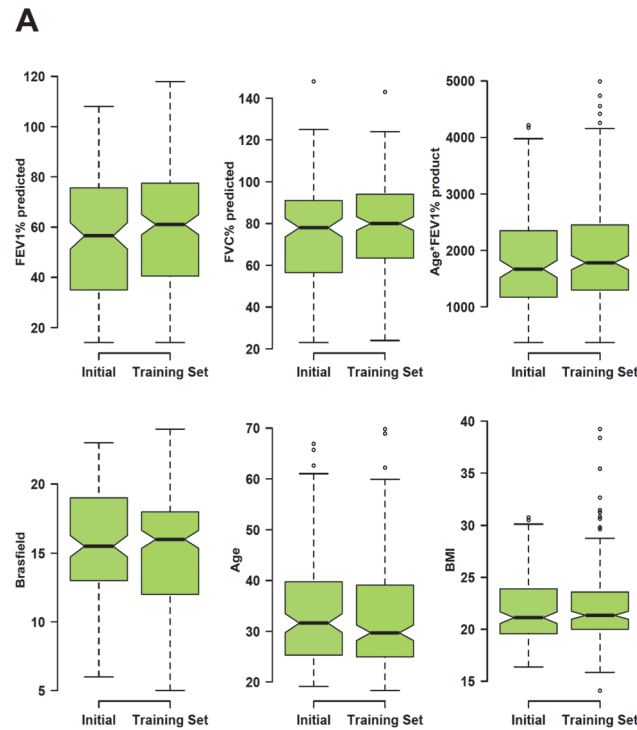 A
FEV1% predicted
120
100
80
60
40
20
Initial Training Set
FVC% predicted
140
120
100
80
60
40
20
Initial Training Set
Age*FEV1% product
5000
4000
3000
2000
1000
Initial Training Set
Brasfield
20
15
10
5
Initial Training Set
Age
70
60
50
40
30
20
Initial Training Set
BMI
40
35
30
25
20
15
Initial Training Set